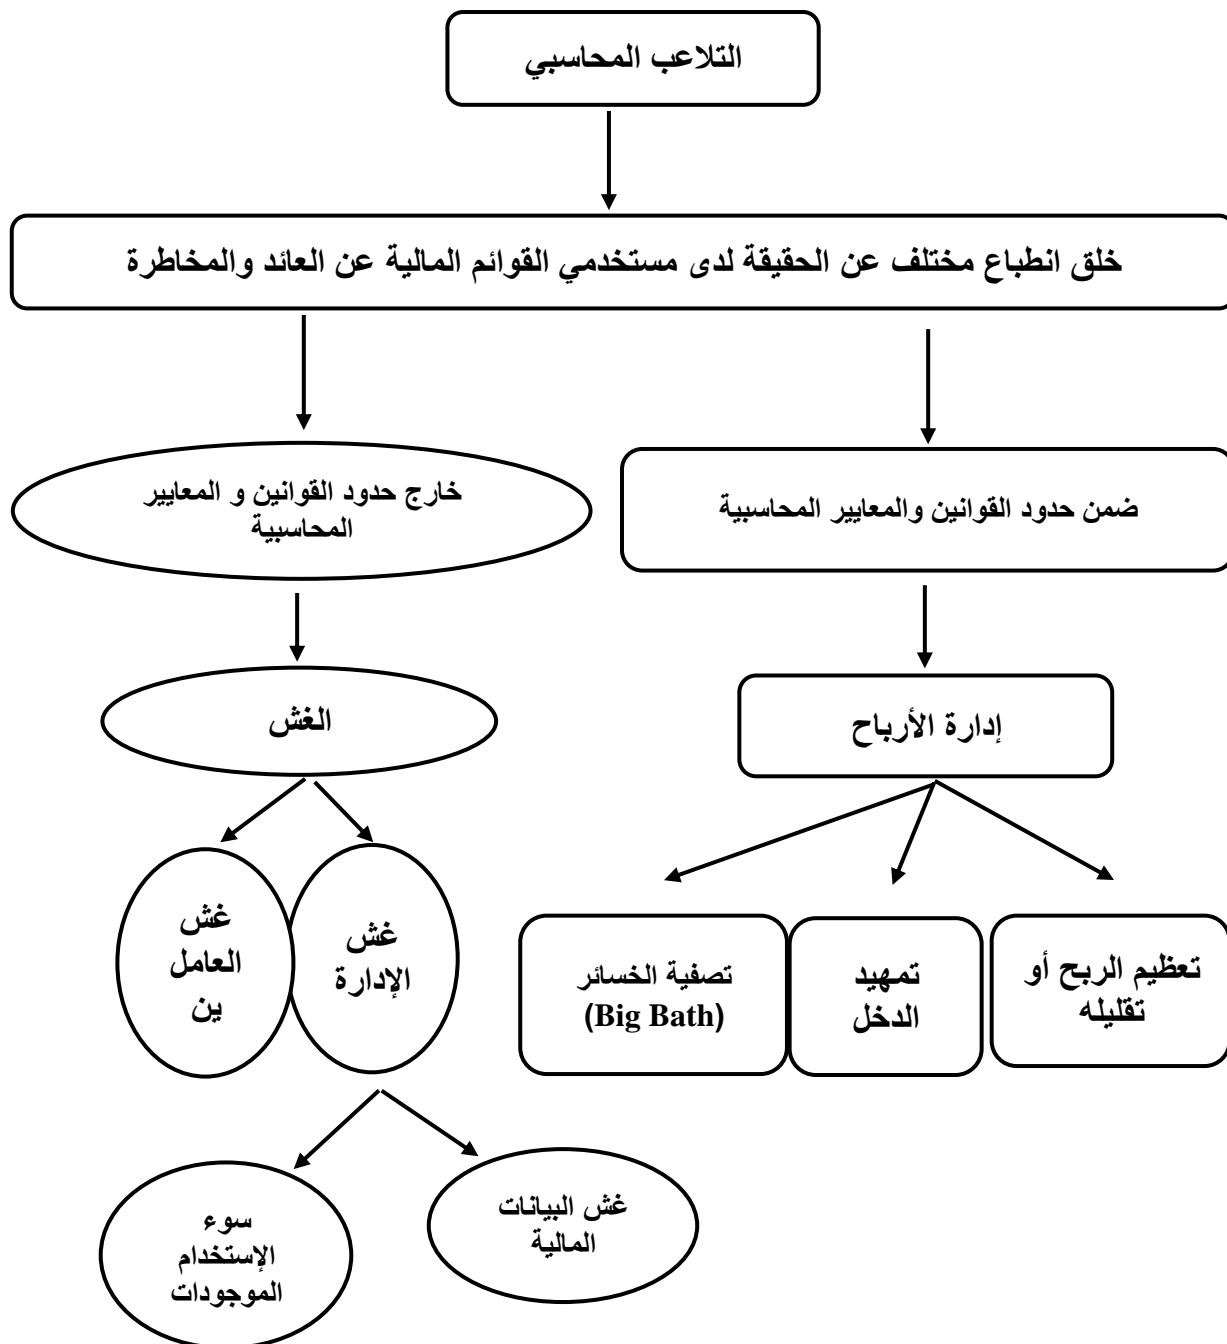 التلاعب المحاسبي
خلق انطباع مختلف عن الحقيقة لدى مستخدمي القوائم المالية عن العائد والمخاطرة
ضمن حدود القوانين والمعايير المحاسبية
خارج حدود القوانين و المعايير
المحاسبية
إدارة الأرباح
الغش
تعظيم الربح أو
تقليله
تمهيد
الدخل
تصفية الخسائر
(Big Bath)
غش
الإدارة
غش
العامل
ين
غش البيانات
المالية
سوء
الإستخدام
الموجودات